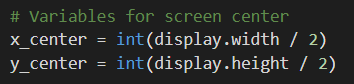 # Variables for screen center
x_center = int(display.width / 2)
y_center = int(display.height / 2)